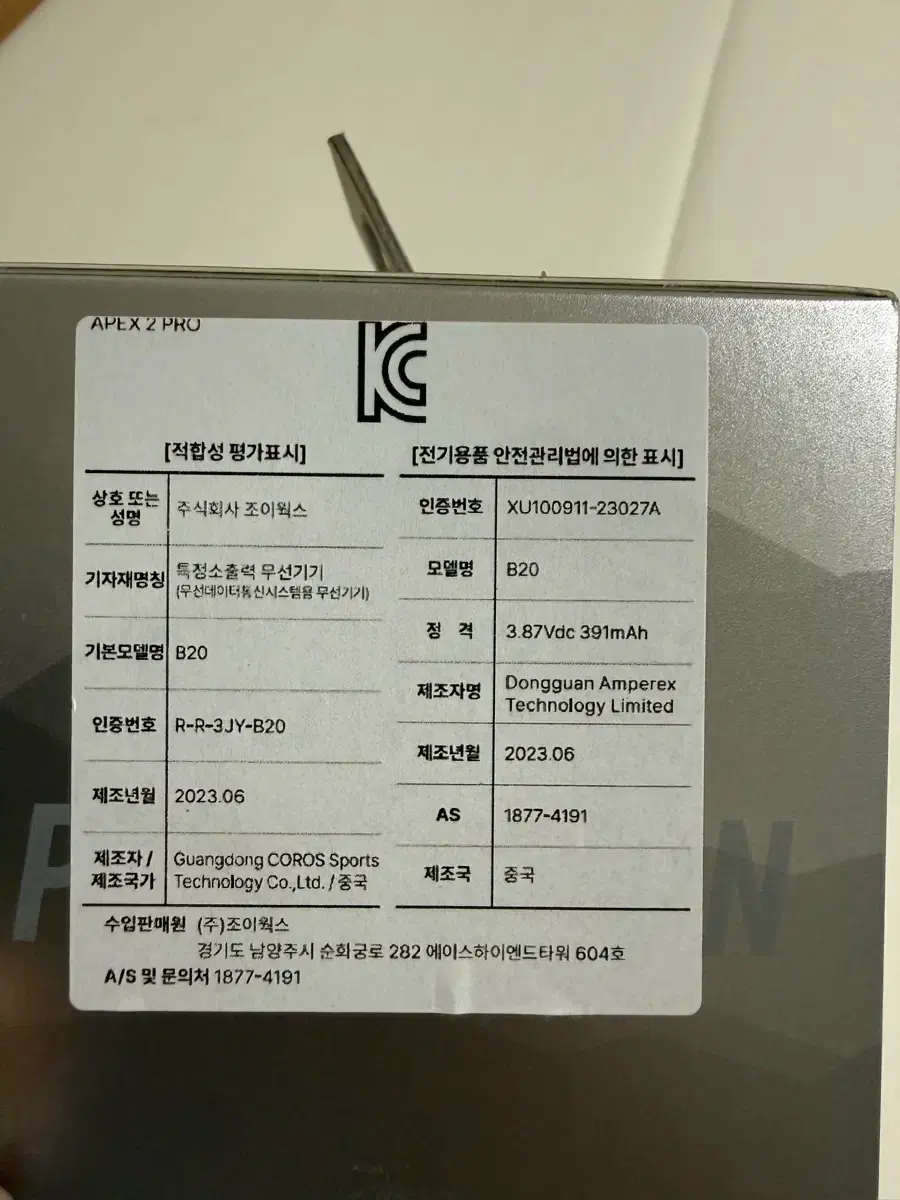 APEX 2 PRO
KC
[적합성 평가표시]
상호 또는
성명
주식회사 조이웍스
기자재명칭
특정소출력 무선기기
(무선데이터통신시스템용 무선기기)
기본모델명
B20
인증번호
R-R-3JY-B20
제조년월
2023.06
제조자 /
제조국가
Guangdong COROS Sports
Technology Co.,Ltd. / 중국
[전기용품 안전관리법에 의한 표시]
인증번호
XU100911-23027A
모델명
B20
정 격
3.87Vdc 391mAh
제조자명
Dongguan Amperex
Technology Limited
제조년월
2023.06
AS
1877-4191
제조국
중국
수입판매원 (주)조이웍스
경기도 남양주시 순화궁로 282 에이스하이엔드타워 604호
A/S 및 문의처 1877-4191